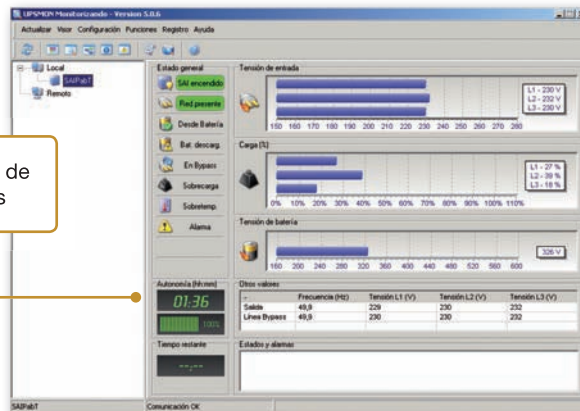 UPSMON Monitorizando - Version 5.0.6
Actualizar Visor Configuración Funciones Registro Ayuda
Local
SAIPabT
Remoto
de
s
Estado general
SAI encendido
Red presente
Desde Batería
Bat. descarg.
En Bypass
Sobrecarga
Sobretemp.
Alarma
Autonomía (hh:mm)
01:36
100%
Tiempo restante
--:--
Tensión de entrada
L1 - 230 V
L2 - 232 V
L3 - 230 V
150 160 170 180 190 200 210 220 230 240 250 260 270 280
Carga (%)
L1 - 27 %
L2 - 39 %
L3 - 18 %
0% 10% 20% 30% 40% 50% 60% 70% 80% 90% 100% 110%
Tensión de batería
326 V
160 200 240 280 320 360 400 440 480 520 560 600
Otros valores
- Frecuencia (Hz) Tensión L1 (V) Tensión L2 (V) Tensión L3 (V)
Salida 49,9 229 230 232
Línea Bypass 49,9 230 230 232
Estados y alarmas
SAIPabT Comunicación OK